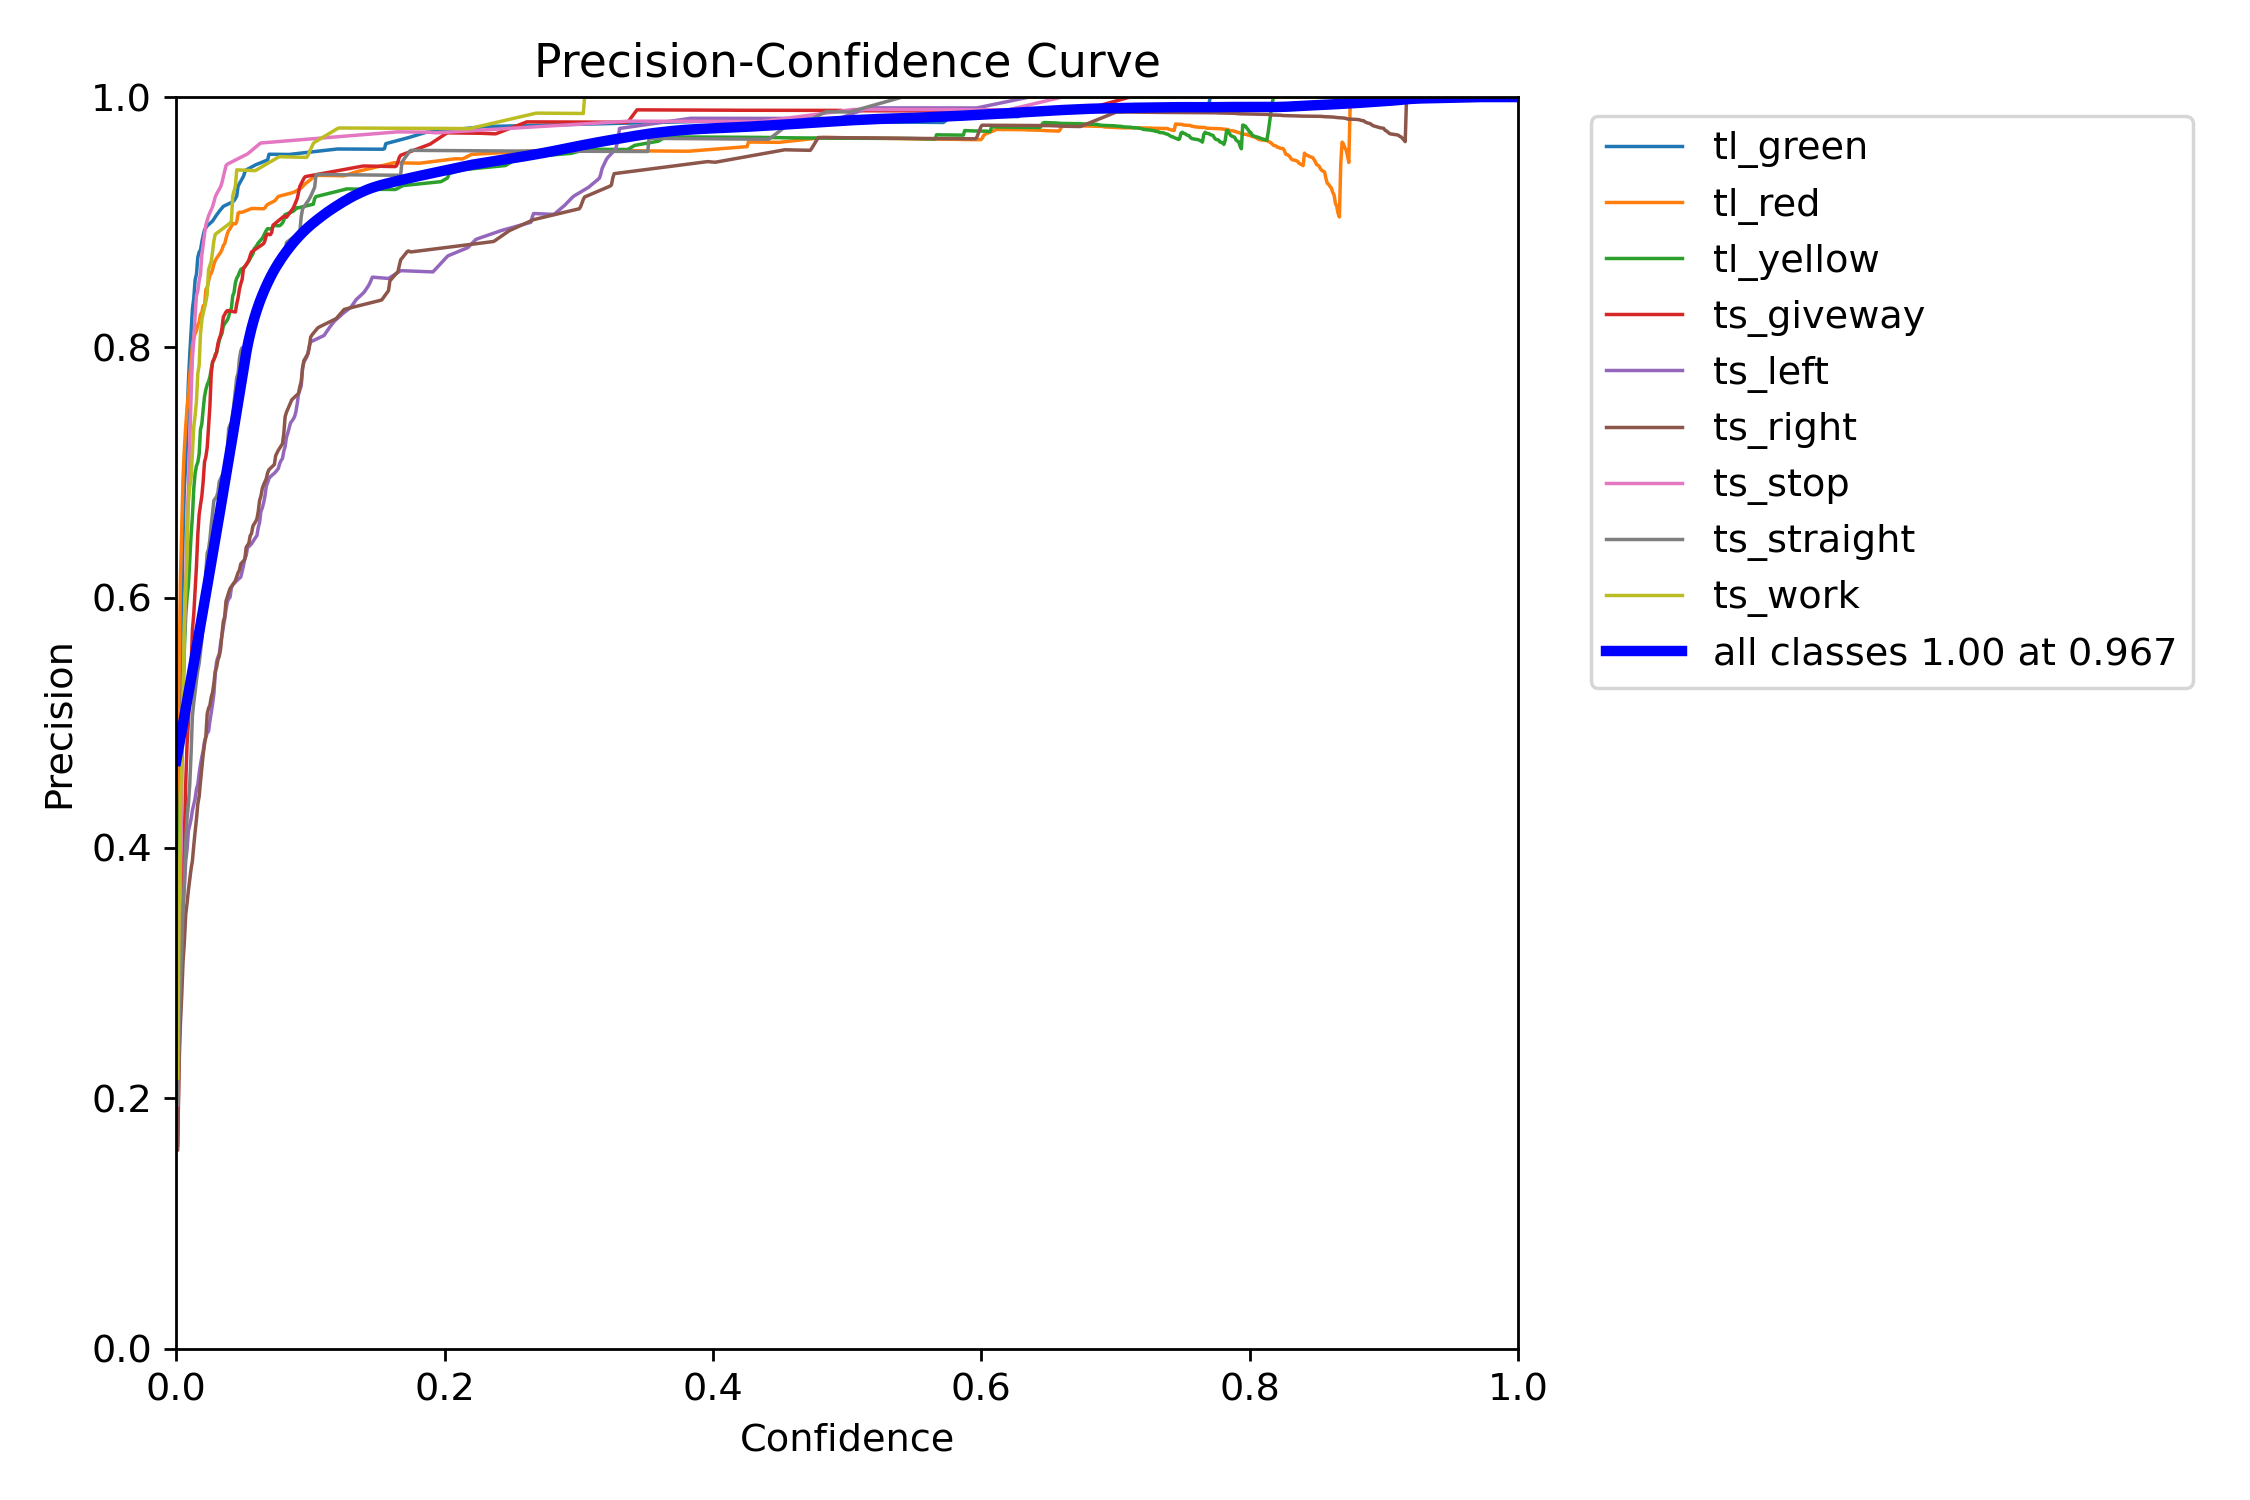 Precision-Confidence Curve
1.0
0.8
0.6
0.4
0.2
0.0
Precision
0.0 0.2 0.4 0.6 0.8 1.0
Confidence
tl_green
tl_red
tl_yellow
ts_giveway
ts_left
ts_right
ts_stop
ts_straight
ts_work
all classes 1.00 at 0.967